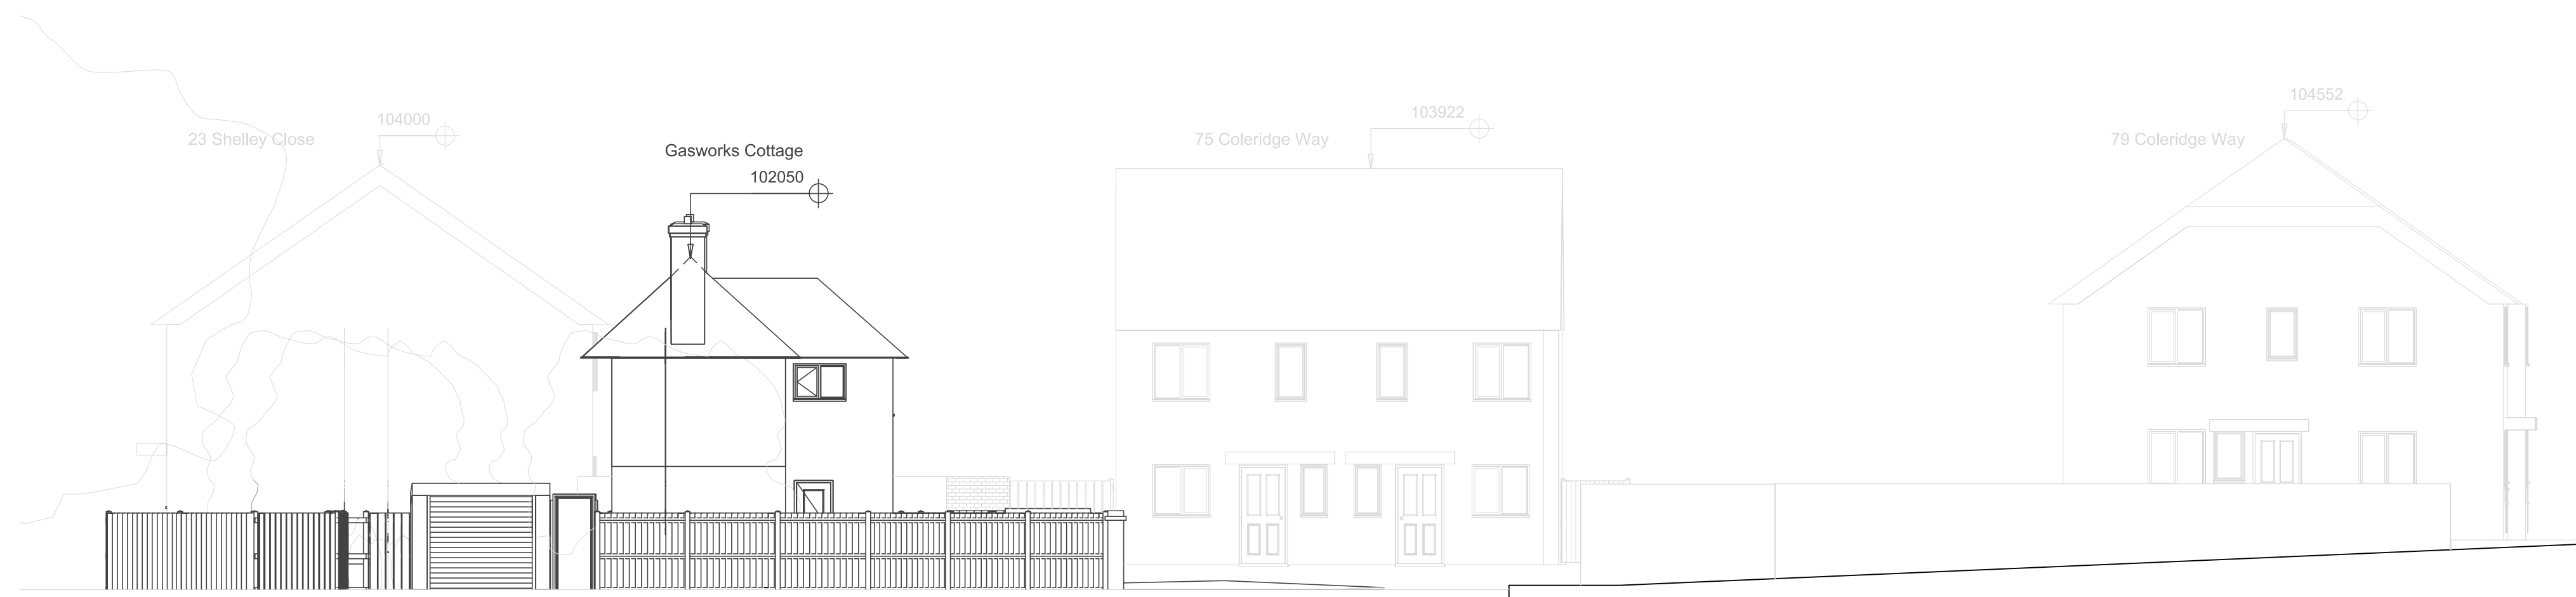 23 Shelley Close
104000
Gasworks Cottage
102050
75 Coleridge Way
103922
79 Coleridge Way
104552